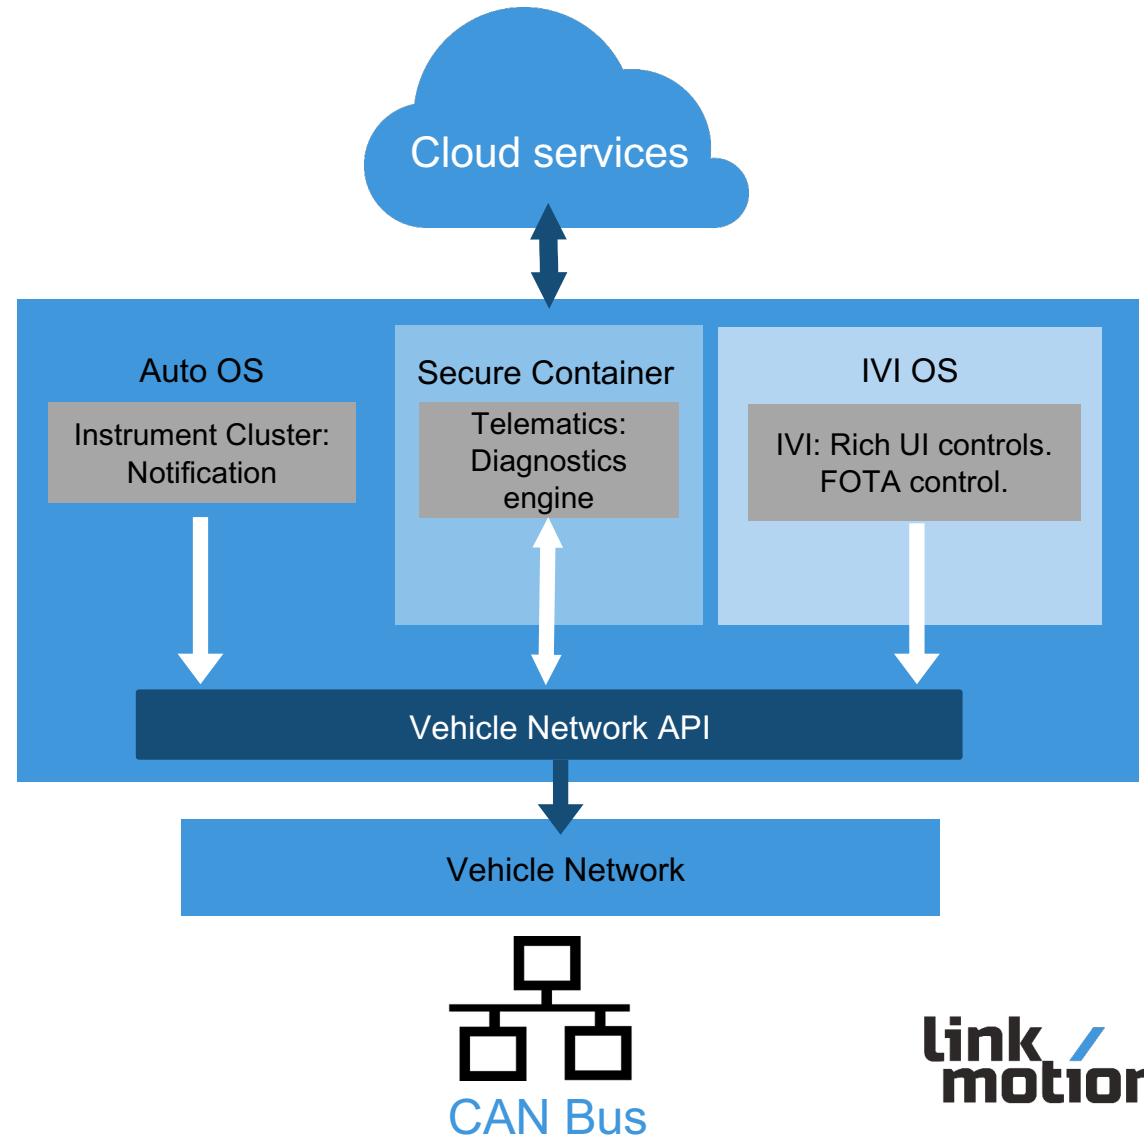 Cloud services
Auto OS
Instrument Cluster:
Notification
Secure Container
Telematics:
Diagnostics
engine
IVI OS
IVI: Rich UI controls.
FOTA control.
Vehicle Network API
Vehicle Network
CAN Bus
link
motion